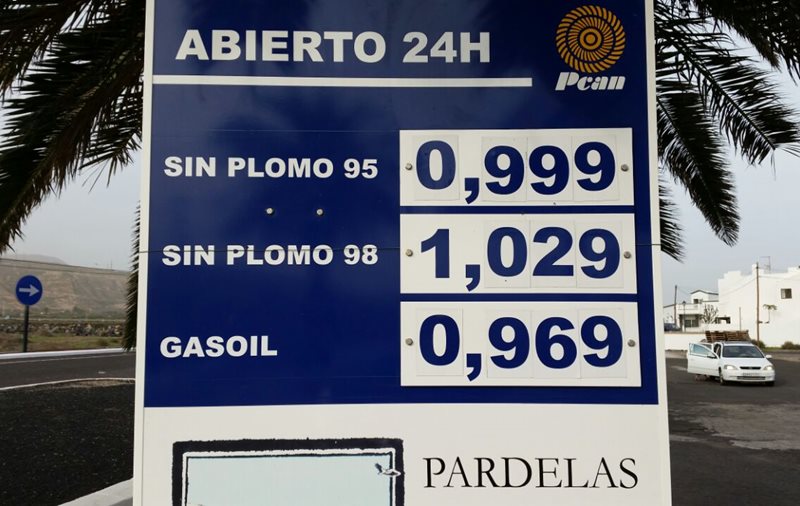 ABIERTO 24H
Pcan
SIN PLOMO 95 0,999
SIN PLOMO 98 1,029
GASOIL 0,969
PARDELAS